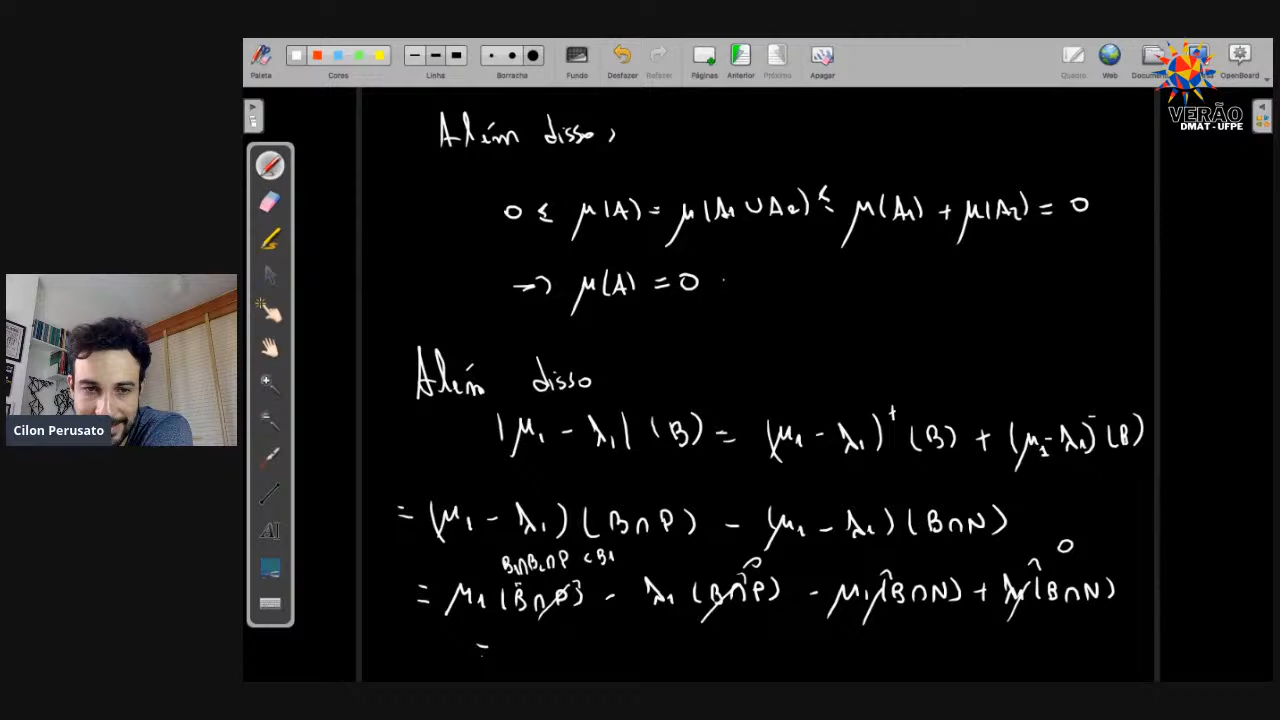 Paleta Cores Linha Borracha Fundo Desfazer Refazer Páginas Anterior Próximo Apagar Quadro Web OpenBoard
VERÃO
DMAT - UFPE
Além disso,
0 ≤ μ(A) = μ(A₁ ∪ A₂) ≤ μ(A₁) + μ(A₂) = 0
→ μ(A) = 0
Além disso
|μ₁ - λ₁| (B) = (μ₁ - λ₁)⁺ (B) + (μ₁ - λ₁)⁻ (B)
= (μ₁ - λ₁) (B∩P) - (μ₁ - λ₁) (B∩N)
0
= μ₁ (B∩P) - λ₁ (B∩P) - μ₁ (B∩N) + λ₁ (B∩N)
=
AI
Cilon Perusato